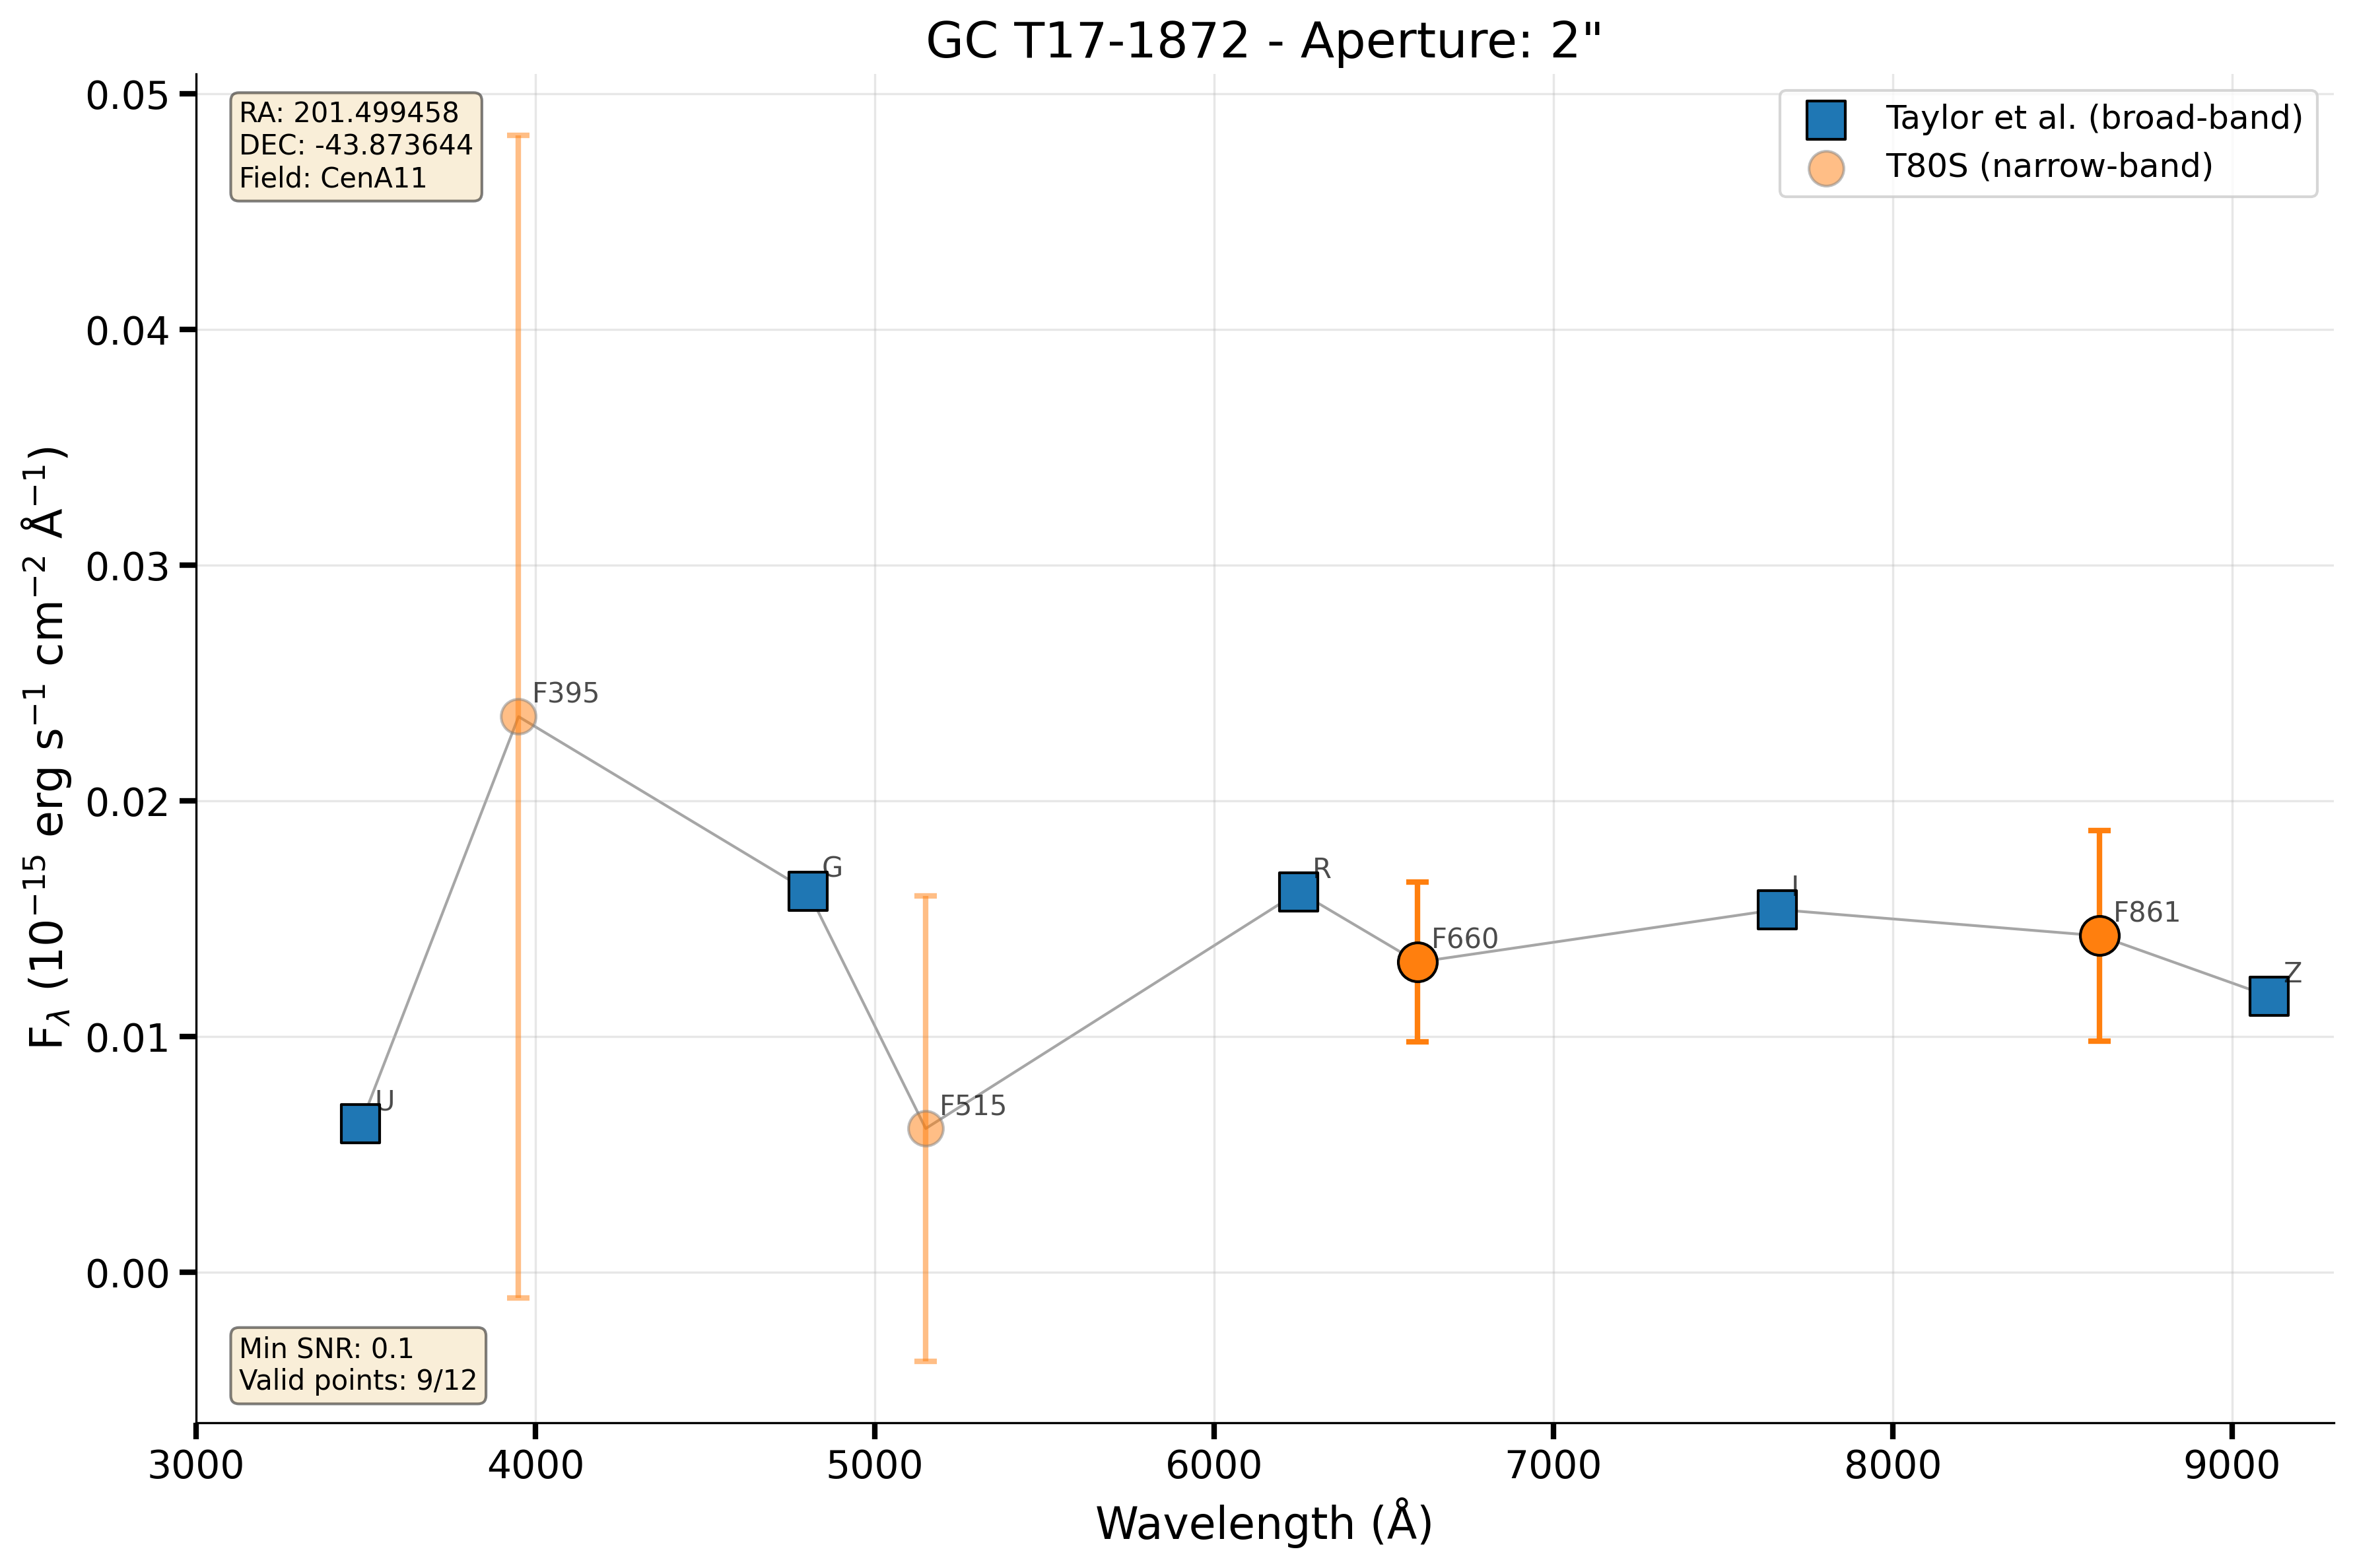 GC T17-1872 - Aperture: 2"
RA: 201.499458
DEC: -43.873644
Field: CenA11
Taylor et al. (broad-band)
T80S (narrow-band)
F_λ (10⁻¹⁵ erg s⁻¹ cm⁻² Å⁻¹)
0.05
0.04
0.03
0.02
0.01
0.00
U
F395
G
F515
R
F660
I
F861
Z
Min SNR: 0.1
Valid points: 9/12
3000 4000 5000 6000 7000 8000 9000
Wavelength (Å)